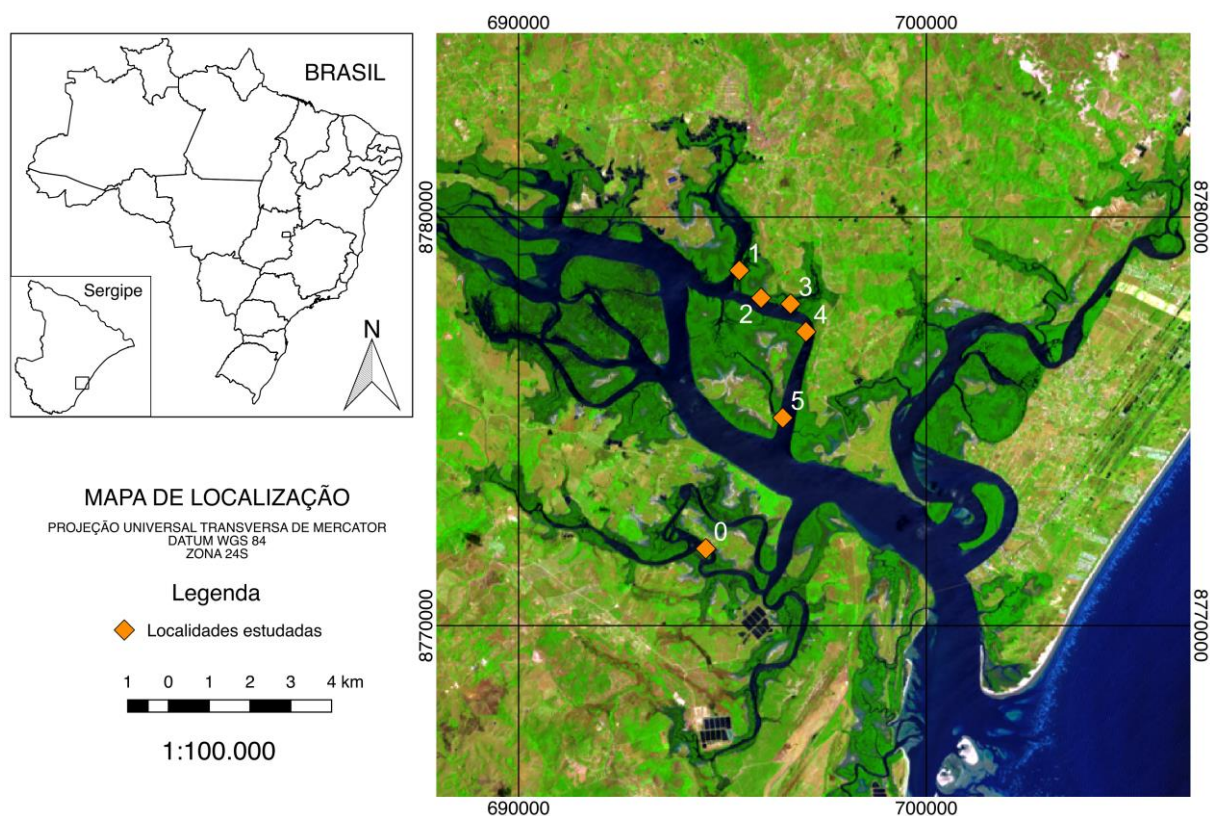 BRASIL
Sergipe
N
MAPA DE LOCALIZAÇÃO
PROJEÇÃO UNIVERSAL TRANSVERSA DE MERCATOR
DATUM WGS 84
ZONA 24S
Legenda
Localidades estudadas
1 0 1 2 3 4 km
1:100.000
690000 700000
8780000 8780000
1
2
3
4
5
0
8770000 8770000
690000 700000